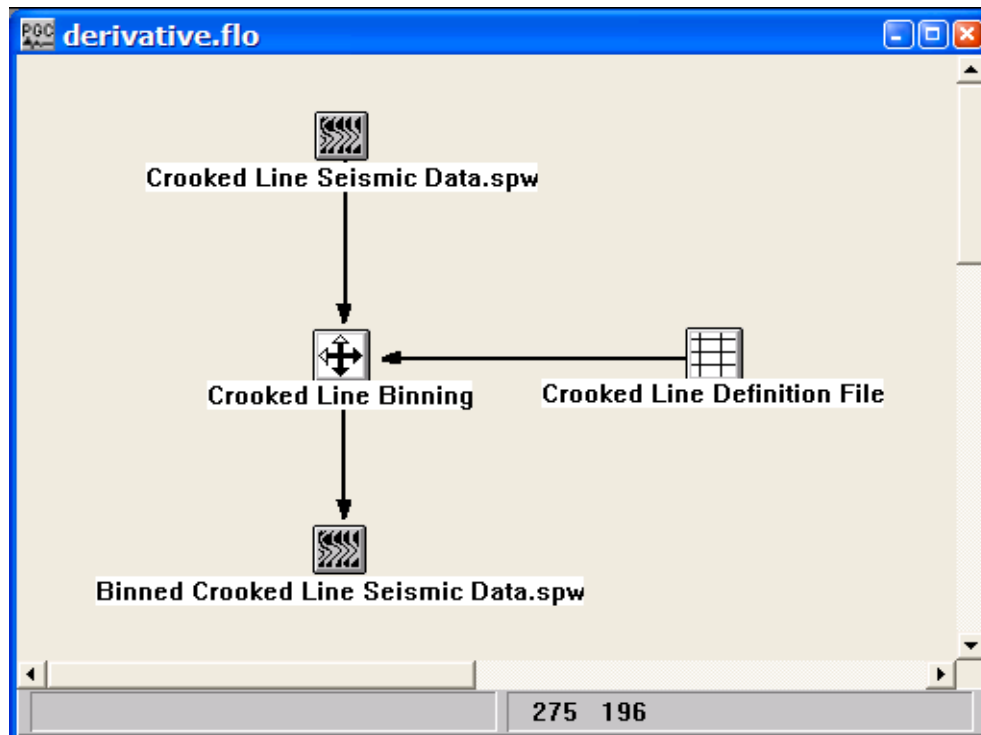 PGC
derivative.flo
Crooked Line Seismic Data.spw
Crooked Line Binning
Crooked Line Definition File
Binned Crooked Line Seismic Data.spw
275 196